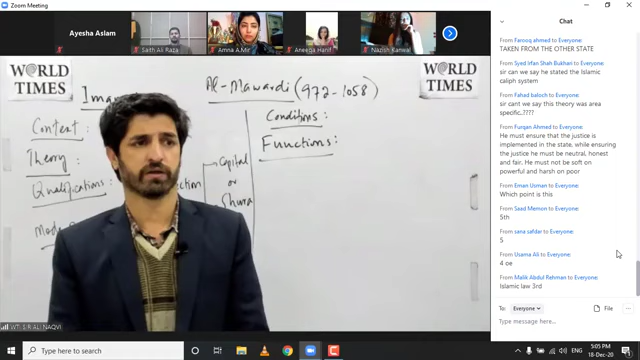 Zoom Meeting
Ayesha Aslam
Saith Ali Raza
Amna A.Mir
Aneeqa Hanif
Nazish Kanwal
W@RLD
TIMES
Al-Mawardi (972-1058)
W@RLD
TIMES
Context :
Theory :
Qualifications :
Capital
or
Shura
Conditions :
Functions :
WT: S!R AL! NAQVI
Chat
From Farooq ahmed to Everyone:
TAKEN FROM THE OTHER STATE
From Syed Irfan Shah Bukhari to Everyone:
sir can we say he stated the Islamic
caliph system
From Fahad baloch to Everyone:
sir cant we say this theory was area
specific..????
From Furqan Ahmed to Everyone:
He must ensure that the justice is
implemented in the state, while ensuring
the justice he must be neutral, honest
and fair. He must not be soft on
powerful and harsh on poor
From Eman Usman to Everyone:
Which point is this
From Saad Memon to Everyone:
5th
From sana safdar to Everyone:
5
From Usama Ali to Everyone:
4 oe
From Malik Abdul Rehman to Everyone:
Islamic law 3rd
To: Everyone
File
Type message here...
Type here to search
5:05 PM
18-Dec-20